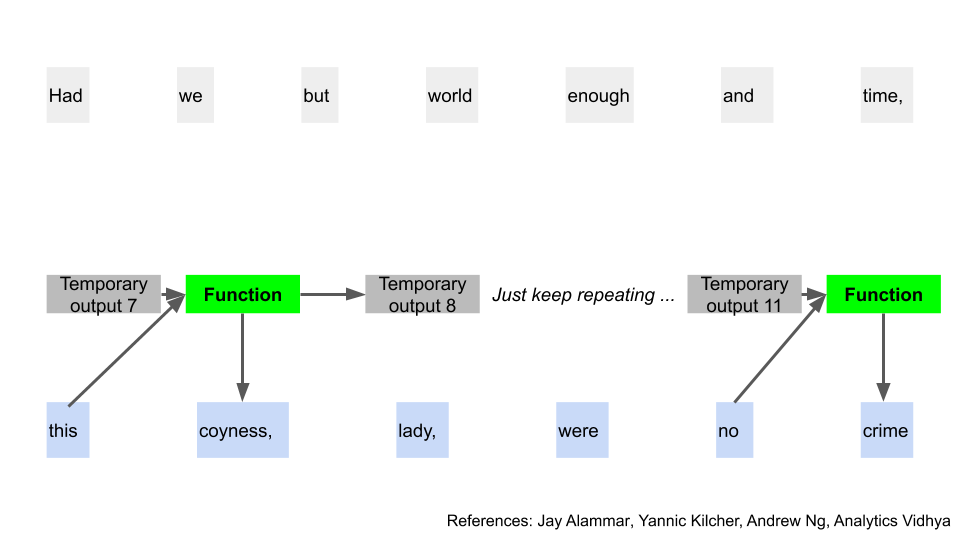 Had we but world enough and time,
Temporary output 7
Function
Temporary output 8
Just keep repeating ...
Temporary output 11
Function
this coyness, lady, were no crime
References: Jay Alammar, Yannic Kilcher, Andrew Ng, Analytics Vidhya